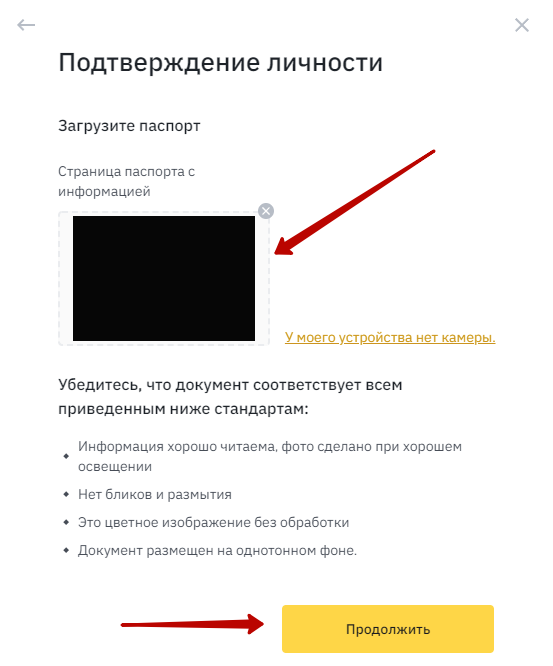 Подтверждение личности
Загрузите паспорт
Страница паспорта с
информацией
У моего устройства нет камеры.
Убедитесь, что документ соответствует всем
приведенным ниже стандартам:
Информация хорошо читаема, фото сделано при хорошем
освещении
Нет бликов и размытия
Это цветное изображение без обработки
Документ размещен на однотонном фоне.
Продолжить